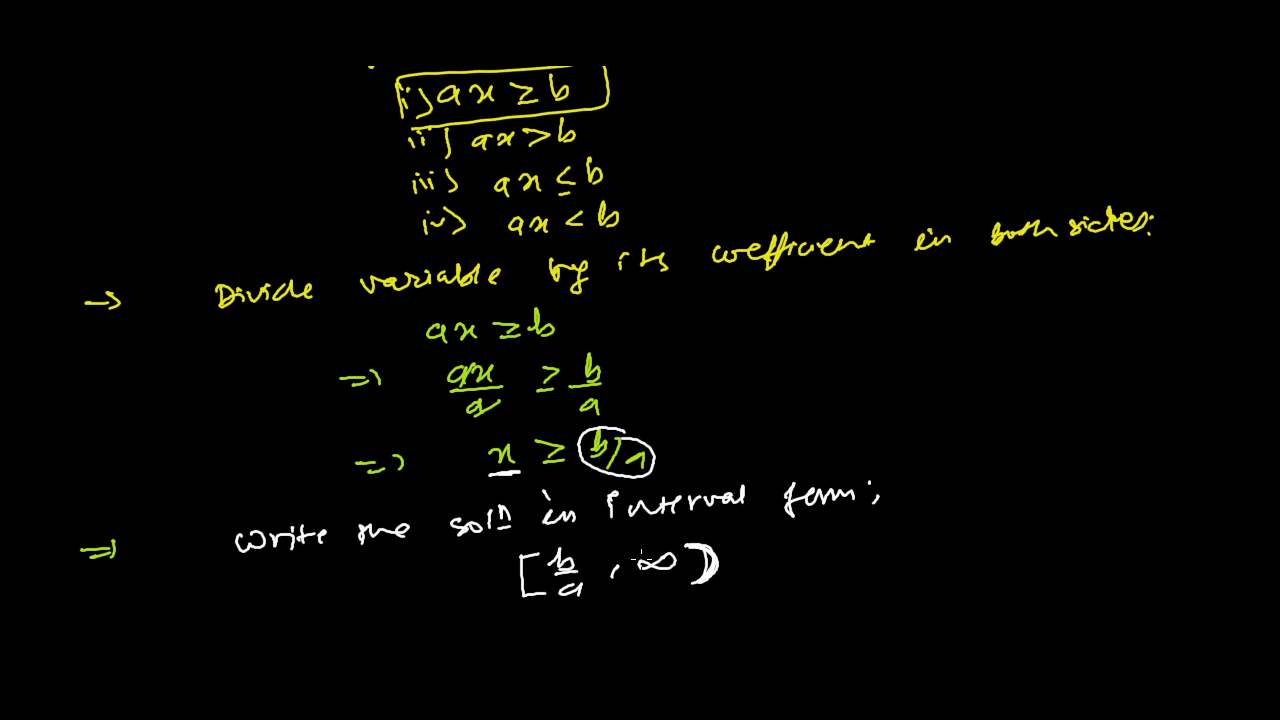 i) ax ≥ b
ii) ax > b
iii) ax ≤ b
iv) ax < b
→ Divide variable by its coefficient in both sides:
ax ≥ b
⇒ ax/a ≥ b/a
⇒ x ≥ b/a
⇒ write the solⁿ in interval form;
[b/a, ∞)